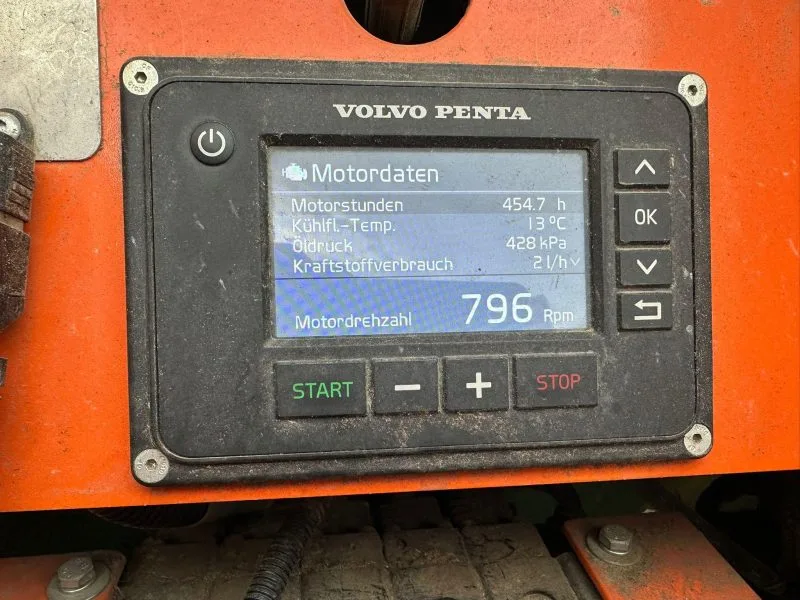 VOLVO PENTA
Motordaten
Motorstunden 454.7 h
Kühlfl.-Temp. 13 °C
Öldruck 428 kPa
Kraftstoffverbrauch 2 l/h
Motordrehzahl 796 Rpm
OK
START − + STOP